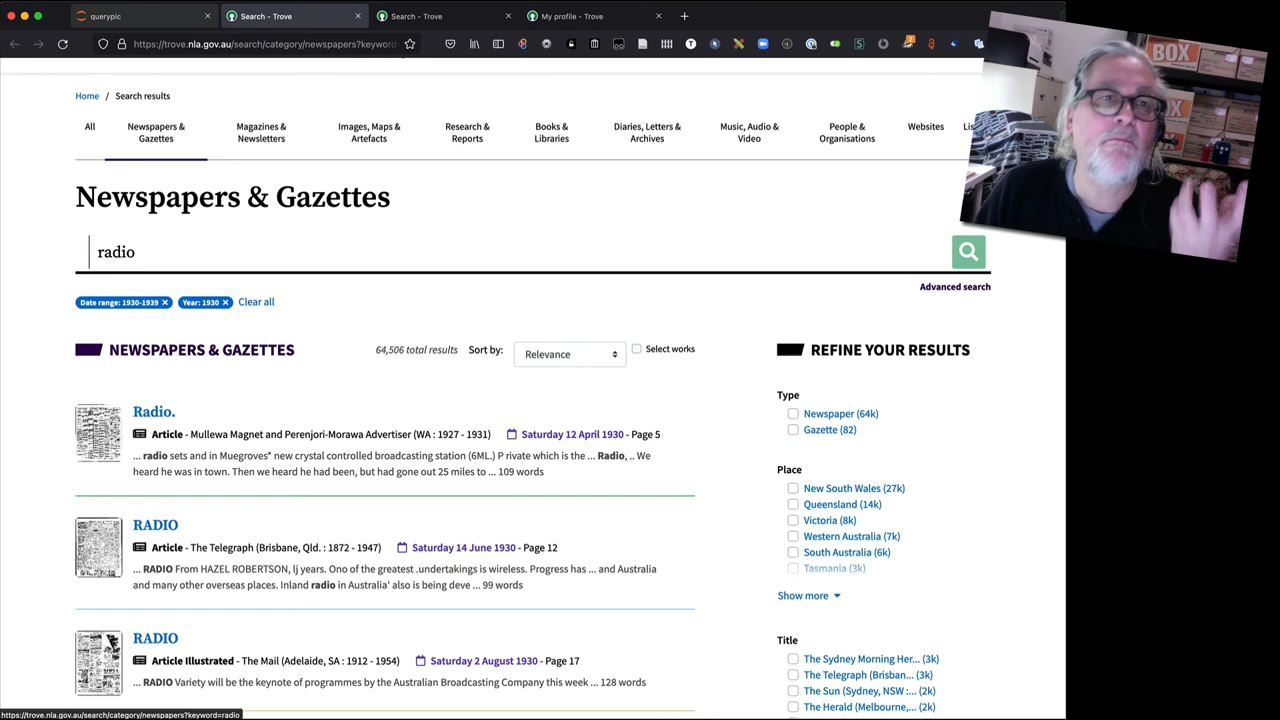 querypic
Search - Trove
Search - Trove
My profile - Trove
https://trove.nla.gov.au/search/category/newspapers?keyword
Home / Search results
All
Newspapers &
Gazettes
Magazines &
Newsletters
Images, Maps &
Artefacts
Research &
Reports
Books &
Libraries
Diaries, Letters &
Archives
Music, Audio &
Video
People &
Organisations
Websites
Newspapers & Gazettes
radio
Advanced search
Date range: 1930-1939 Year: 1930 Clear all
NEWSPAPERS & GAZETTES 64,506 total results Sort by: Relevance Select works
Radio.
Article - Mullewa Magnet and Perenjori-Morawa Advertiser (WA : 1927 - 1931) Saturday 12 April 1930 - Page 5
... radio sets and in Muegroves* new crystal controlled broadcasting station (6ML.) P rivate which is the ... Radio, .. We
heard he was in town. Then we heard he had been, but had gone out 25 miles to ... 109 words
RADIO
Article - The Telegraph (Brisbane, Qld. : 1872 - 1947) Saturday 14 June 1930 - Page 12
... RADIO From HAZEL ROBERTSON, lj years. Ono of the greatest .undertakings is wireless. Progress has ... and Australia
and many other overseas places. Inland radio in Australia' also is being deve ... 99 words
RADIO
Article Illustrated - The Mail (Adelaide, SA : 1912 - 1954) Saturday 2 August 1930 - Page 17
... RADIO Variety will be the keynote of programmes by the Australian Broadcasting Company this week ... 128 words
REFINE YOUR RESULTS
Type
Newspaper (64k)
Gazette (82)
Place
New South Wales (27k)
Queensland (14k)
Victoria (8k)
Western Australia (7k)
South Australia (6k)
Tasmania (3k)
Show more
Title
The Sydney Morning Her... (3k)
The Telegraph (Brisban... (3k)
The Sun (Sydney, NSW :... (2k)
The Herald (Melbourne,... (2k)
https://trove.nla.gov.au/search/category/newspapers?keyword=radio
BOX
BOX